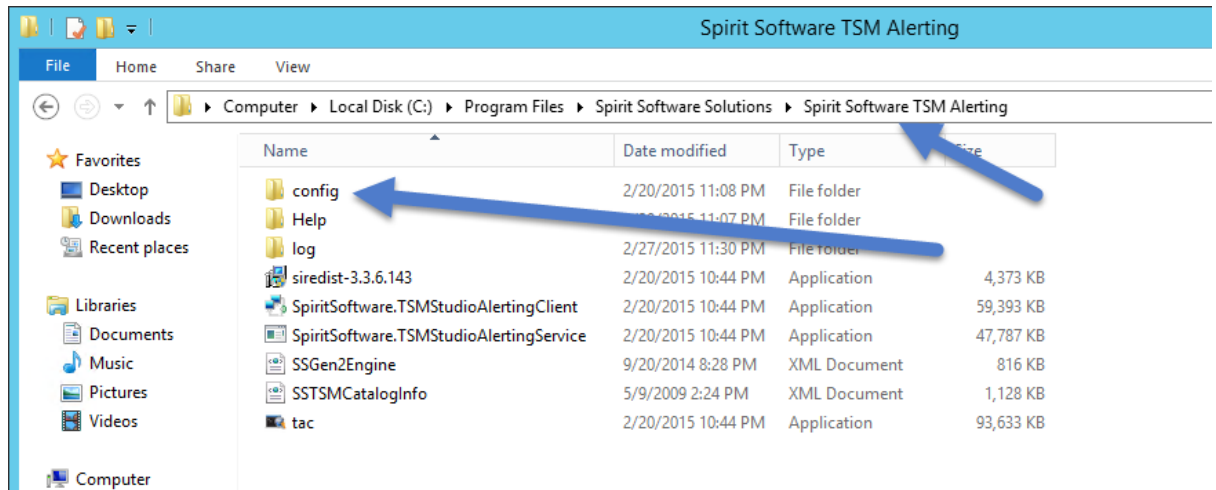 Spirit Software TSM Alerting
File Home Share View
Computer Local Disk (C:) Program Files Spirit Software Solutions Spirit Software TSM Alerting
Name Date modified Type Size
Favorites
Desktop
Downloads
Recent places
Libraries
Documents
Music
Pictures
Videos
Computer
config 2/20/2015 11:08 PM File folder
Help 11:07 PM File folder
log 2/27/2015 11:30 PM File folder
siredist-3.3.6.143 2/20/2015 10:44 PM Application 4,373 KB
SpiritSoftware.TSMStudioAlertingClient 2/20/2015 10:44 PM Application 59,393 KB
SpiritSoftware.TSMStudioAlertingService 2/20/2015 10:44 PM Application 47,787 KB
SSGen2Engine 9/20/2014 8:28 PM XML Document 816 KB
SSTSMCatalogInfo 5/9/2009 2:24 PM XML Document 1,128 KB
tac 2/20/2015 10:44 PM Application 93,633 KB